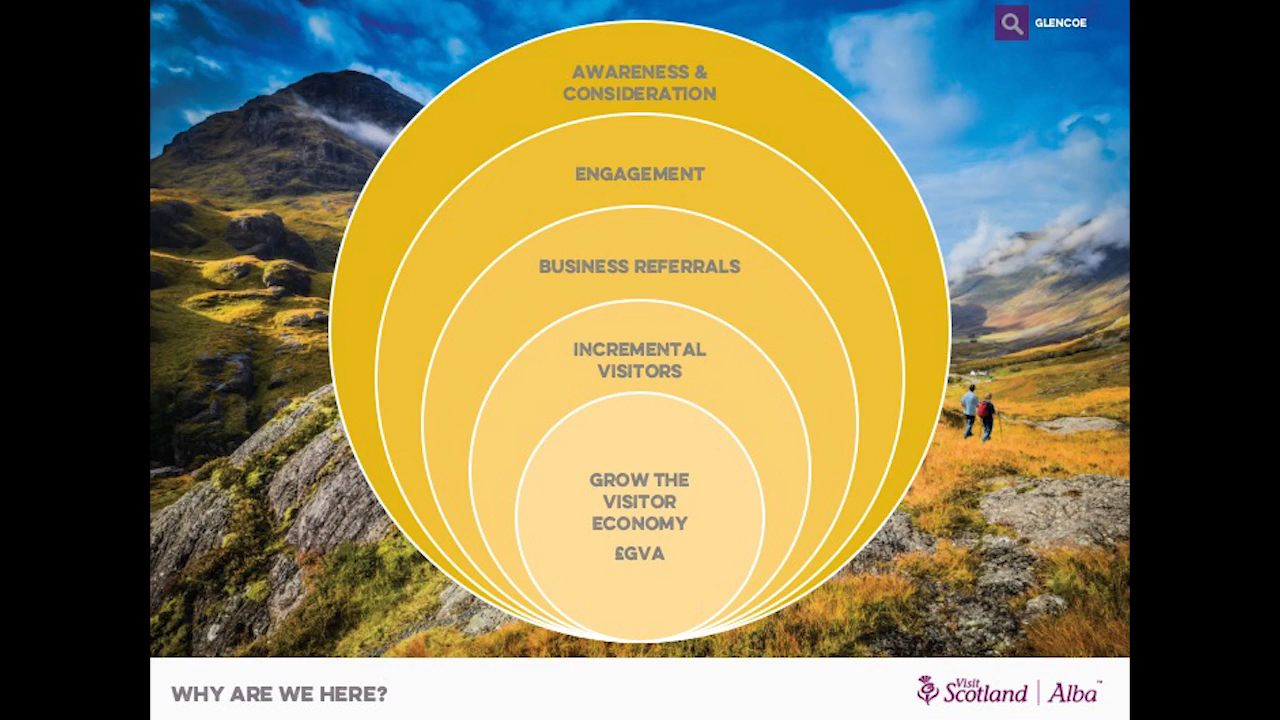 GLENCOE
AWARENESS &
CONSIDERATION
ENGAGEMENT
BUSINESS REFERRALS
INCREMENTAL
VISITORS
GROW THE
VISITOR
ECONOMY
£GVA
WHY ARE WE HERE?
Visit
Scotland | Alba™